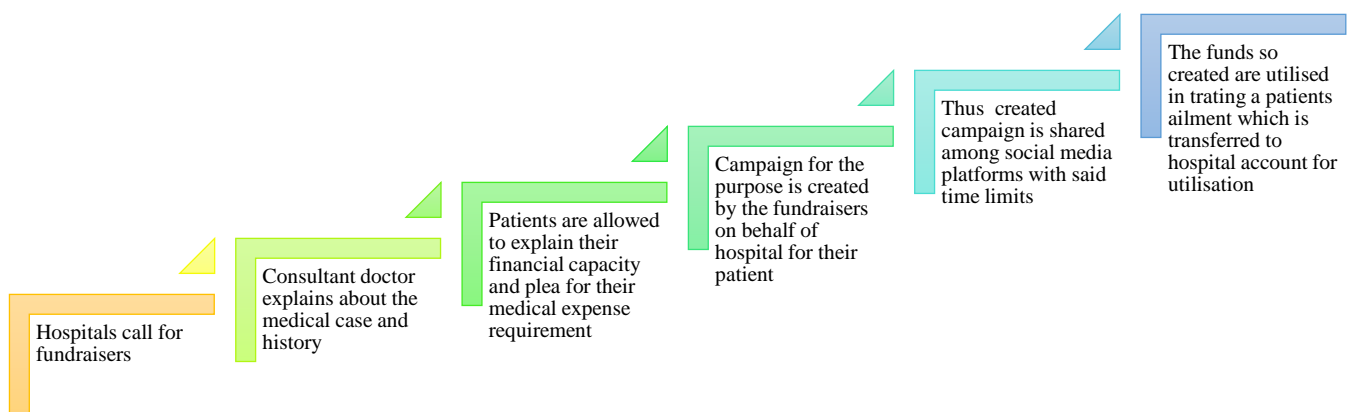 Hospitals call for
fundraisers
Consultant doctor
explains about the
medical case and
history
Patients are allowed
to explain their
financial capacity
and plea for their
medical expense
requirement
Campaign for the
purpose is created
by the fundraisers
on behalf of
hospital for their
patient
Thus created
campaign is shared
among social media
platforms with said
time limits
The funds so
created are utilised
in trating a patients
ailment which is
transferred to
hospital account for
utilisation